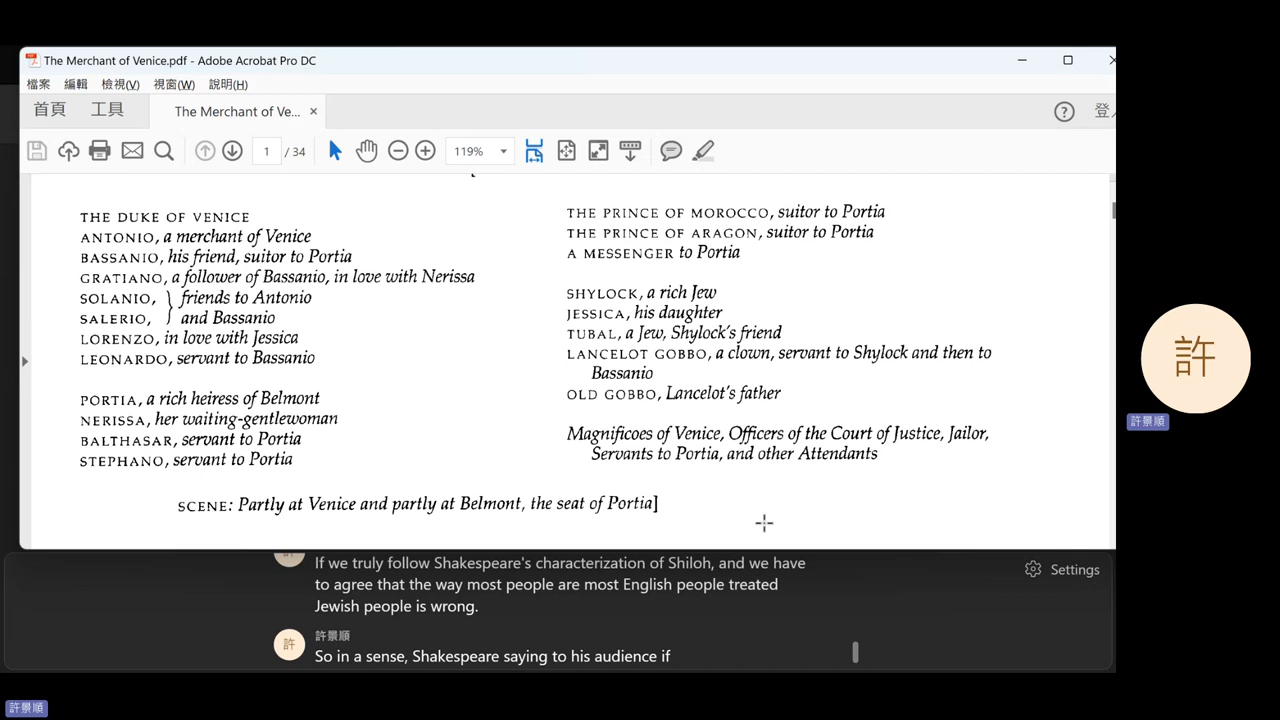 The Merchant of Venice.pdf - Adobe Acrobat Pro DC
檔案 編輯 檢視(V) 視窗(W) 說明(H)
首頁 工具 The Merchant of Ve... ×
1 / 34 119%
THE DUKE OF VENICE
ANTONIO, a merchant of Venice
BASSANIO, his friend, suitor to Portia
GRATIANO, a follower of Bassanio, in love with Nerissa
SOLANIO, } friends to Antonio
SALERIO, and Bassanio
LORENZO, in love with Jessica
LEONARDO, servant to Bassanio
PORTIA, a rich heiress of Belmont
NERISSA, her waiting-gentlewoman
BALTHASAR, servant to Portia
STEPHANO, servant to Portia
THE PRINCE OF MOROCCO, suitor to Portia
THE PRINCE OF ARAGON, suitor to Portia
A MESSENGER to Portia
SHYLOCK, a rich Jew
JESSICA, his daughter
TUBAL, a Jew, Shylock's friend
LANCELOT GOBBO, a clown, servant to Shylock and then to
Bassanio
OLD GOBBO, Lancelot's father
Magnificoes of Venice, Officers of the Court of Justice, Jailor,
Servants to Portia, and other Attendants
SCENE: Partly at Venice and partly at Belmont, the seat of Portia]
If we truly follow Shakespeare's characterization of Shiloh, and we have
to agree that the way most people are most English people treated
Jewish people is wrong.
許 許景順
So in a sense, Shakespeare saying to his audience if
Settings
許
許景順
許景順